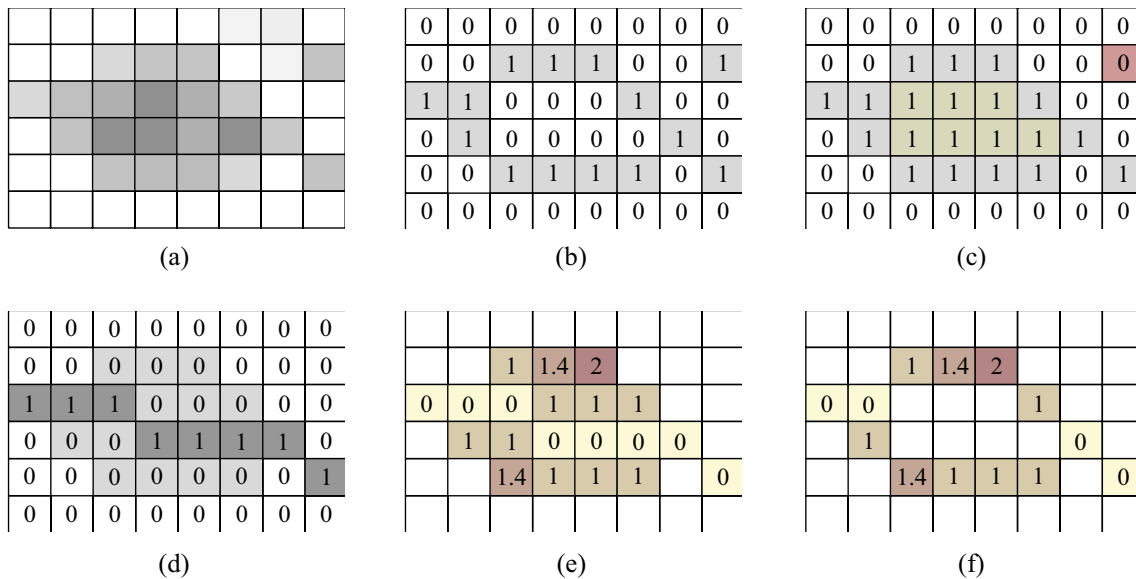 (a)
0 0 0 0 0 0 0 0
0 0 1 1 1 0 0 1
1 1 0 0 0 1 0 0
0 1 0 0 0 0 1 0
0 0 1 1 1 1 0 1
0 0 0 0 0 0 0 0
(b)
0 0 0 0 0 0 0 0
0 0 1 1 1 0 0 0
1 1 1 1 1 1 0 0
0 1 1 1 1 1 1 0
0 0 1 1 1 1 0 1
0 0 0 0 0 0 0 0
(c)
0 0 0 0 0 0 0 0
0 0 0 0 0 0 0 0
1 1 1 0 0 0 0 0
0 0 0 1 1 1 1 0
0 0 0 0 0 0 0 1
0 0 0 0 0 0 0 0
(d)
1 1.4 2
0 0 0 1 1 1
1 1 0 0 0 0
1.4 1 1 1 0
(e)
1 1.4 2
0 0 1
1 0
1.4 1 1 1 0
(f)